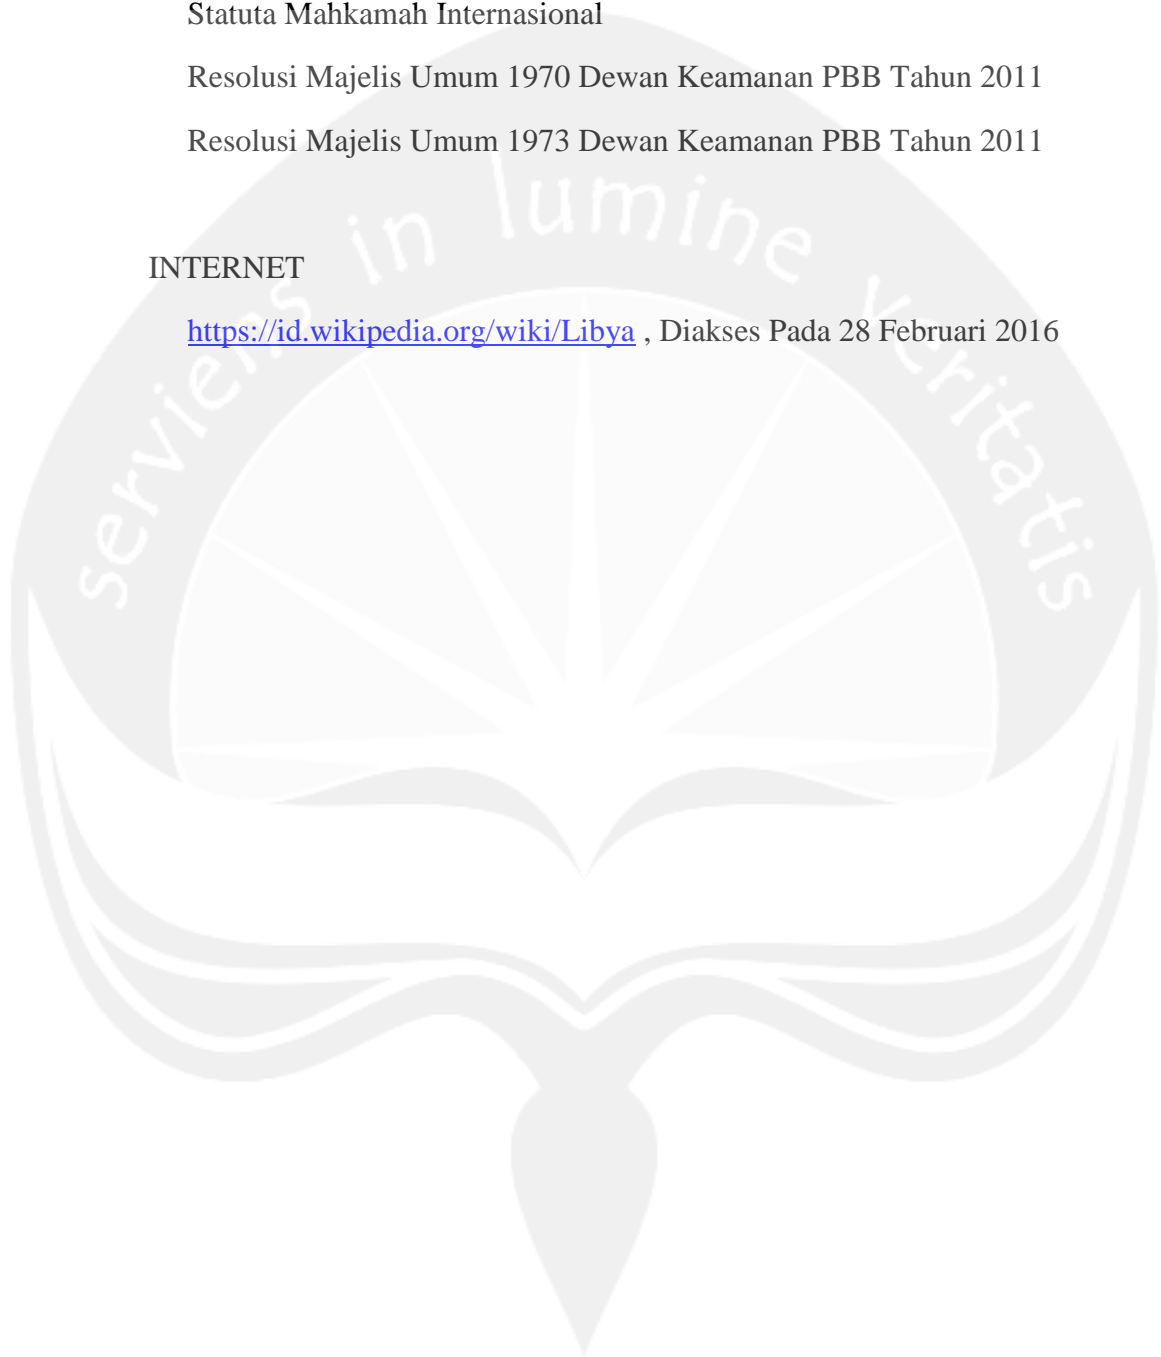 Statuta Mahkamah Internasional
Resolusi Majelis Umum 1970 Dewan Keamanan PBB Tahun 2011
Resolusi Majelis Umum 1973 Dewan Keamanan PBB Tahun 2011
serviens in lumine veritatis
INTERNET
https://id.wikipedia.org/wiki/Libya , Diakses Pada 28 Februari 2016